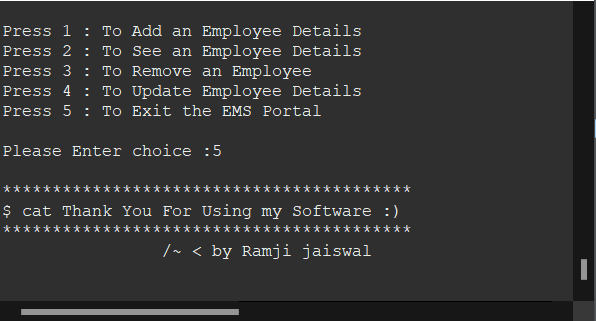 Press 1 : To Add an Employee Details
Press 2 : To See an Employee Details
Press 3 : To Remove an Employee
Press 4 : To Update Employee Details
Press 5 : To Exit the EMS Portal
Please Enter choice :5
*****************************************
$ cat Thank You For Using my Software :)
*****************************************
/~ < by Ramji jaiswal